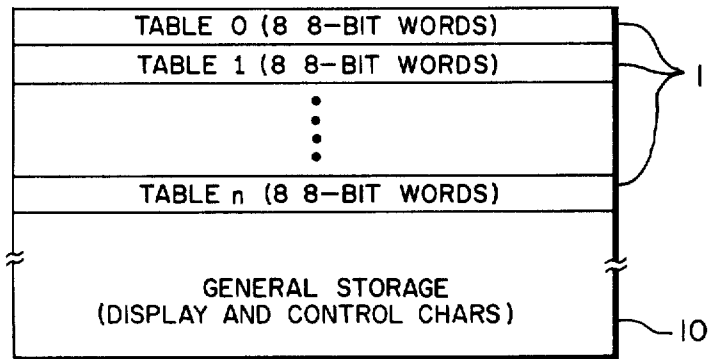 TABLE 0 (8 8-BIT WORDS)
TABLE 1 (8 8-BIT WORDS)
1
TABLE n (8 8-BIT WORDS)
GENERAL STORAGE
(DISPLAY AND CONTROL CHARS)
10